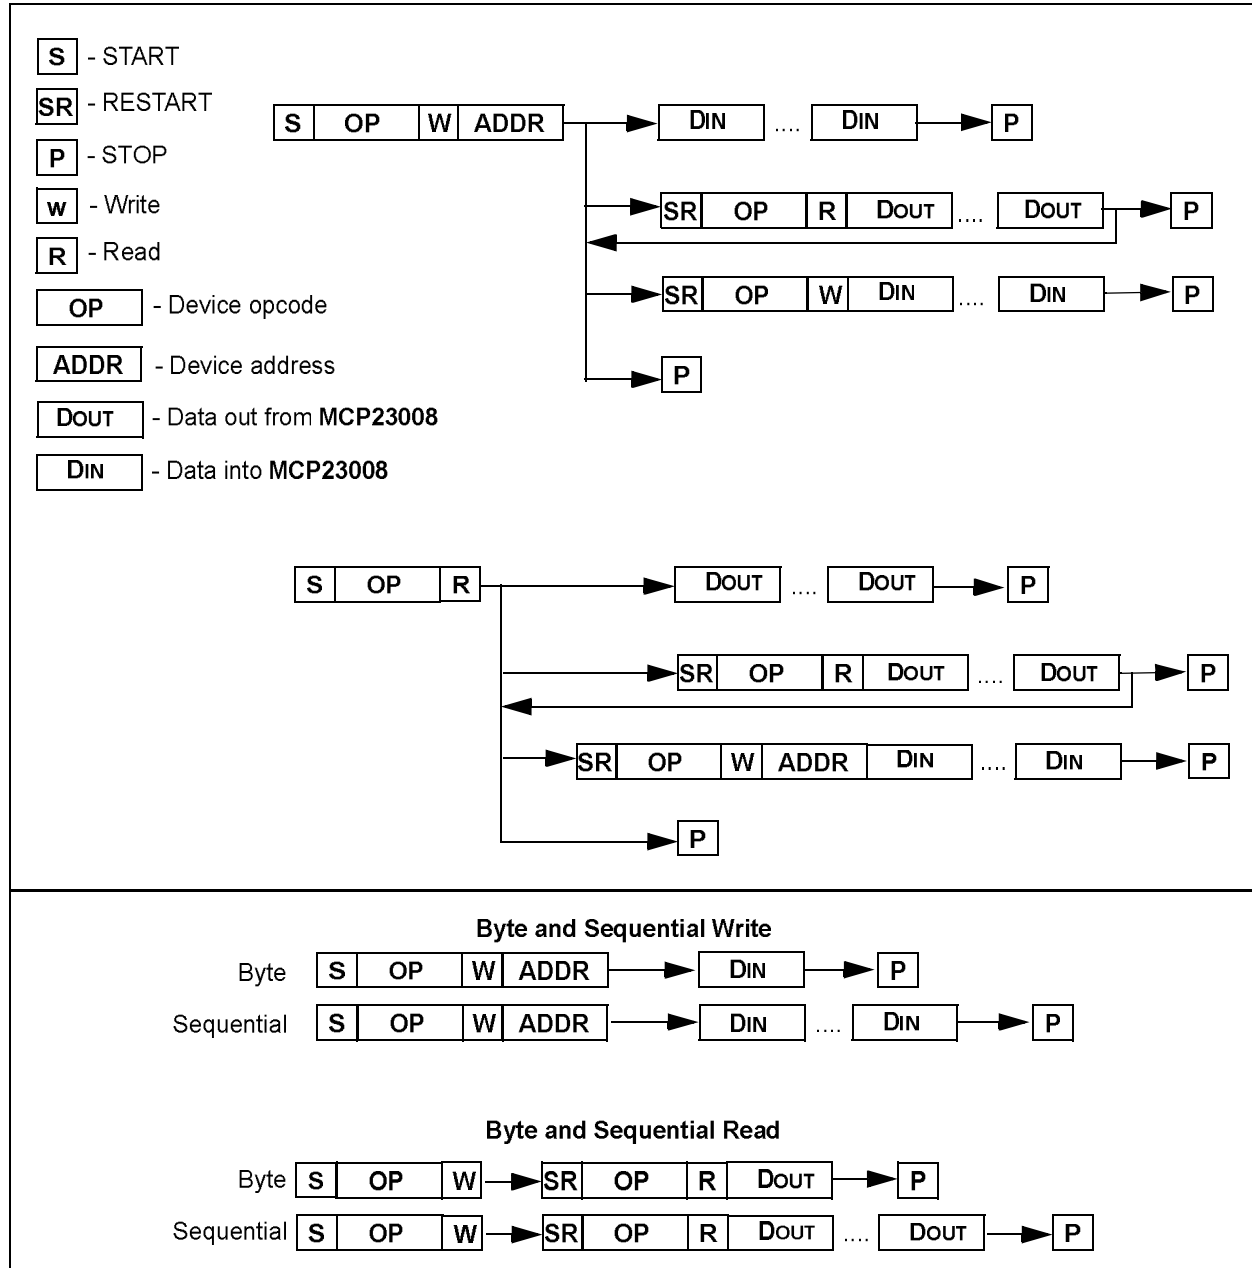 S - START
SR - RESTART
P - STOP
w - Write
R - Read
OP - Device opcode
ADDR - Device address
DOUT - Data out from MCP23008
DIN - Data into MCP23008
S OP W ADDR DIN .... DIN P
SR OP R DOUT .... DOUT P
SR OP W DIN .... DIN P
P
S OP R DOUT .... DOUT P
SR OP R DOUT .... DOUT P
SR OP W ADDR DIN .... DIN P
P
Byte and Sequential Write
Byte S OP W ADDR DIN P
Sequential S OP W ADDR DIN .... DIN P
Byte and Sequential Read
Byte S OP W SR OP R DOUT P
Sequential S OP W SR OP R DOUT .... DOUT P